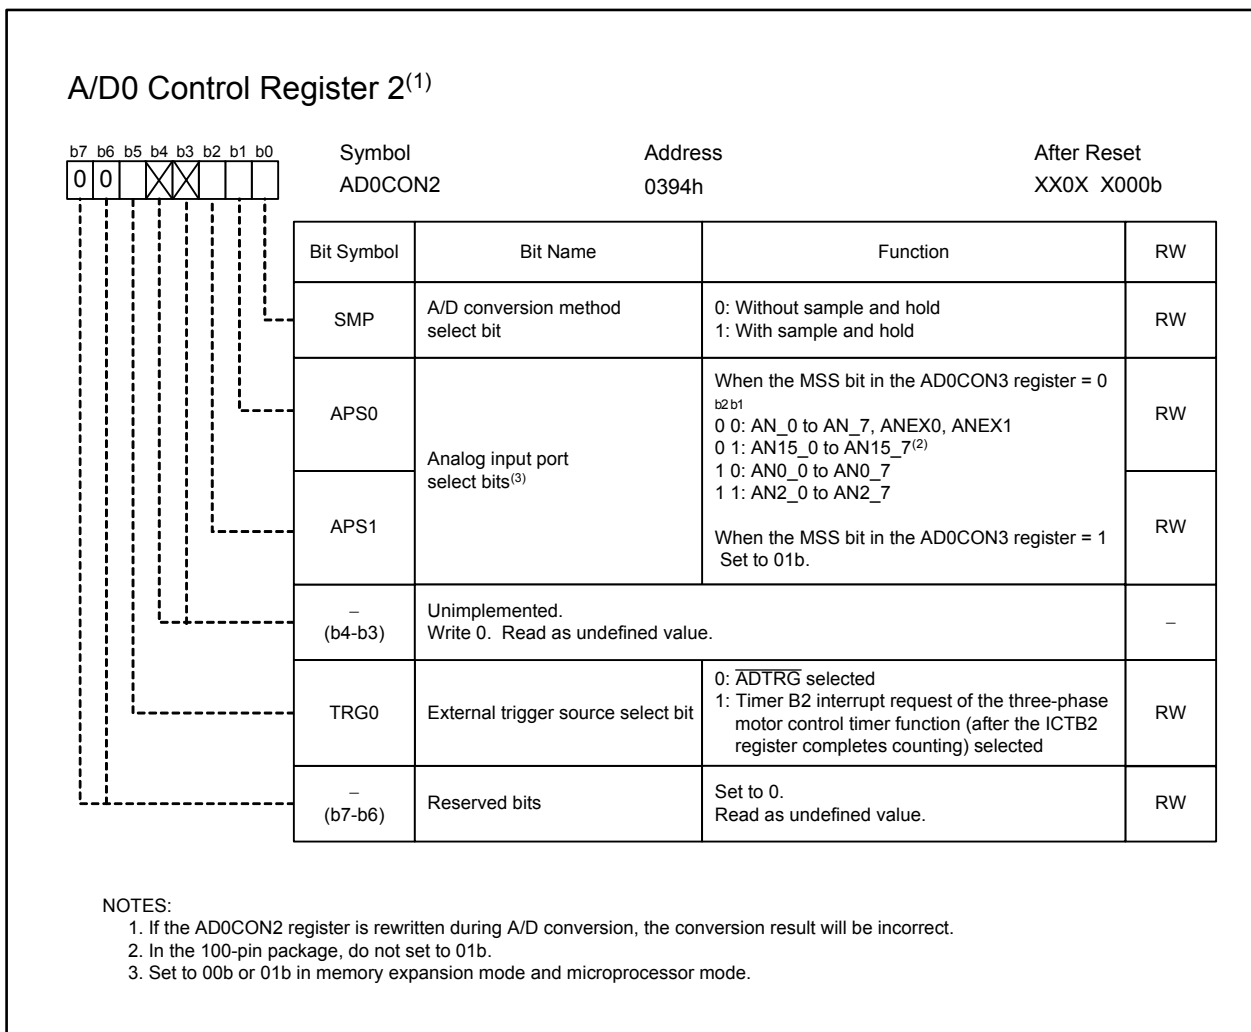 A/D0 Control Register 2(1)
b7 b6 b5 b4 b3 b2 b1 b0
0 0
Symbol Address After Reset
AD0CON2 0394h XX0X X000b
Bit Symbol Bit Name Function RW
SMP A/D conversion method select bit 0: Without sample and hold RW
1: With sample and hold
APS0 Analog input port select bits(3) When the MSS bit in the AD0CON3 register = 0 RW
b2 b1
0 0: AN_0 to AN_7, ANEX0, ANEX1
0 1: AN15_0 to AN15_7(2)
1 0: AN0_0 to AN0_7
1 1: AN2_0 to AN2_7
APS1 When the MSS bit in the AD0CON3 register = 1 RW
Set to 01b.
– (b4-b3) Unimplemented. –
Write 0. Read as undefined value.
TRG0 External trigger source select bit 0: ADTRG selected RW
1: Timer B2 interrupt request of the three-phase
motor control timer function (after the ICTB2
register completes counting) selected
– (b7-b6) Reserved bits Set to 0. RW
Read as undefined value.
NOTES:
1. If the AD0CON2 register is rewritten during A/D conversion, the conversion result will be incorrect.
2. In the 100-pin package, do not set to 01b.
3. Set to 00b or 01b in memory expansion mode and microprocessor mode.